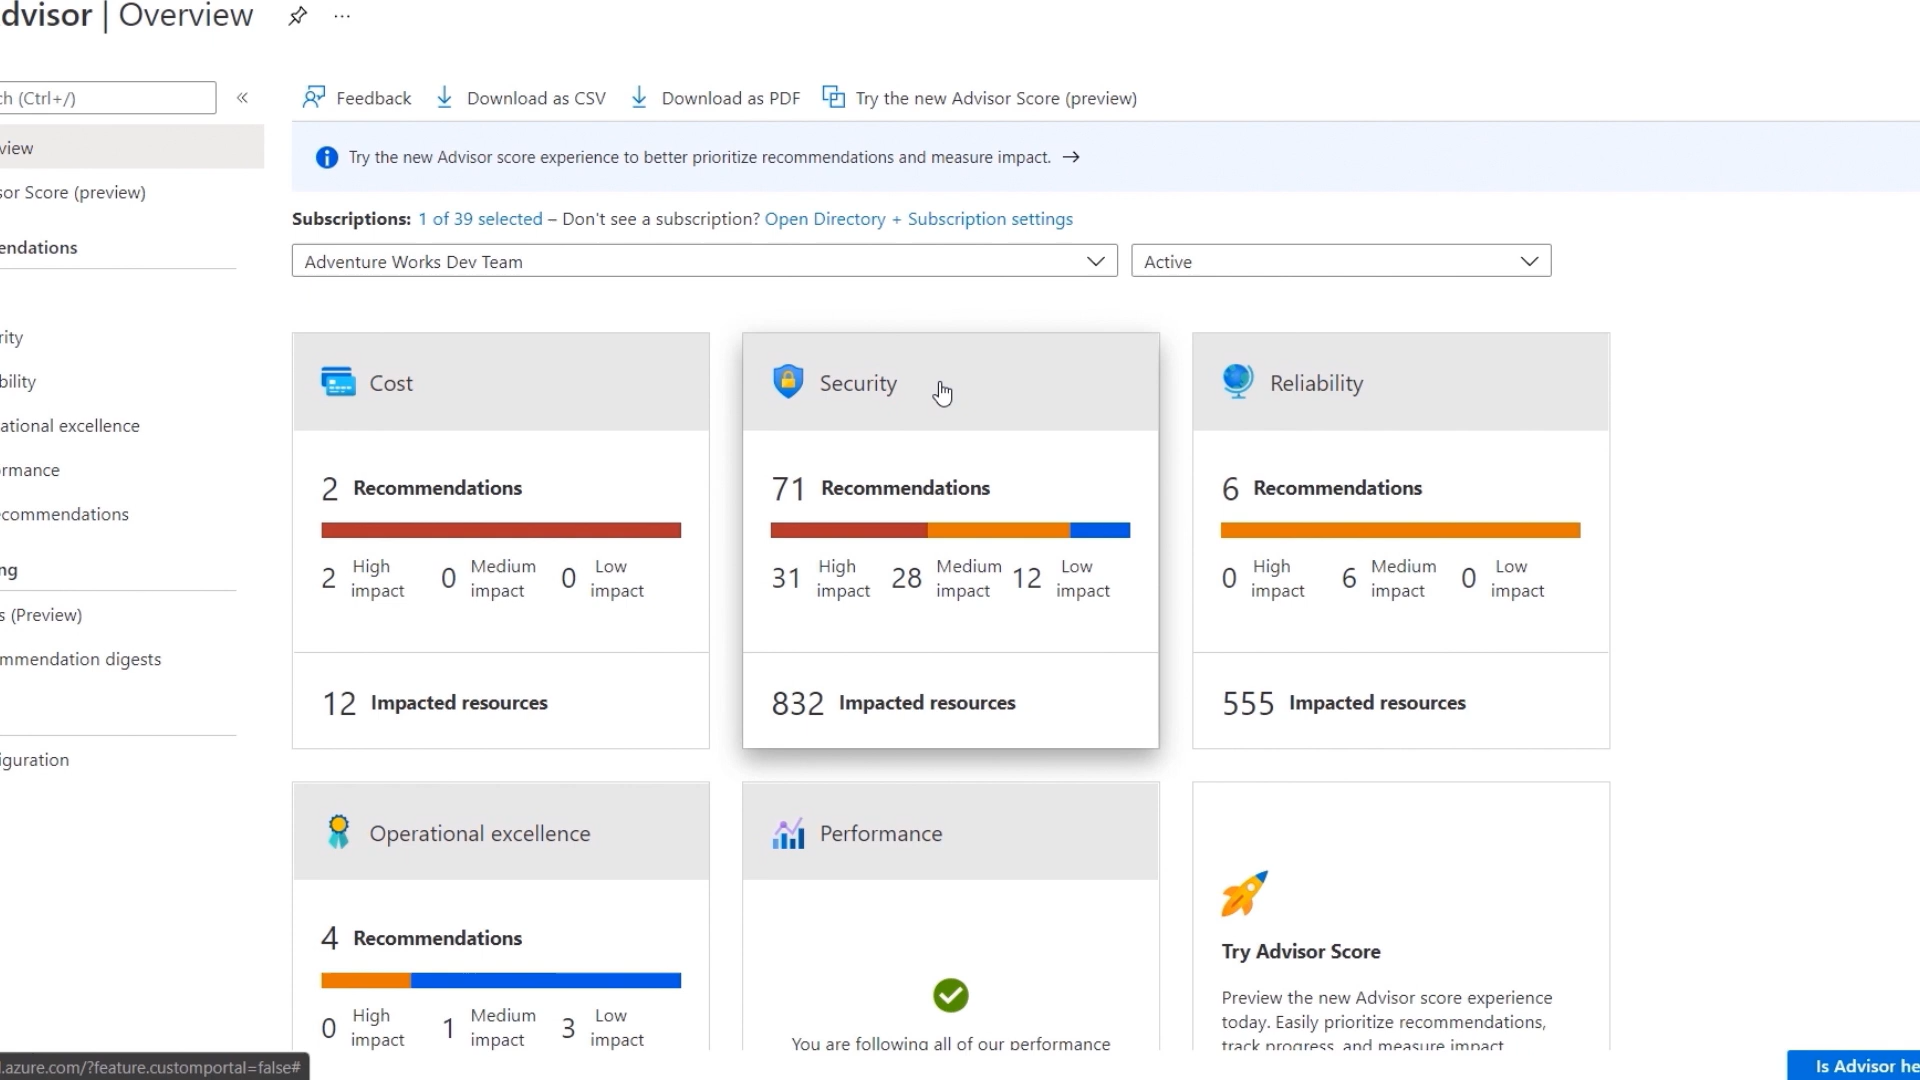 dvisor | Overview
ch (Ctrl+/)
«
Feedback
Download as CSV
Download as PDF
Try the new Advisor Score (preview)
view
sor Score (preview)
endations
rity
bility
ational excellence
ormance
ecommendations
ng
s (Preview)
mmendation digests
iguration
Try the new Advisor score experience to better prioritize recommendations and measure impact. →
Subscriptions: 1 of 39 selected – Don't see a subscription? Open Directory + Subscription settings
Adventure Works Dev Team
Active
Cost
2 Recommendations
2 High impact
0 Medium impact
0 Low impact
12 Impacted resources
Security
71 Recommendations
31 High impact
28 Medium impact
12 Low impact
832 Impacted resources
Reliability
6 Recommendations
0 High impact
6 Medium impact
0 Low impact
555 Impacted resources
Operational excellence
4 Recommendations
0 High impact
1 Medium impact
3 Low impact
Performance
You are following all of our performance
Try Advisor Score
Preview the new Advisor score experience
today. Easily prioritize recommendations,
track progress, and measure impact
l.azure.com/?feature.customportal=false#
Is Advisor he